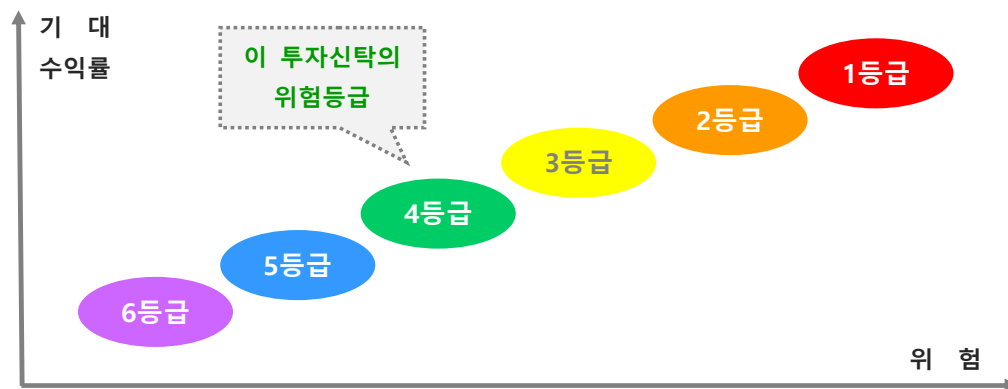 기 대
수익률
이 투자신탁의
위험등급
1등급
2등급
3등급
4등급
5등급
6등급
위 험